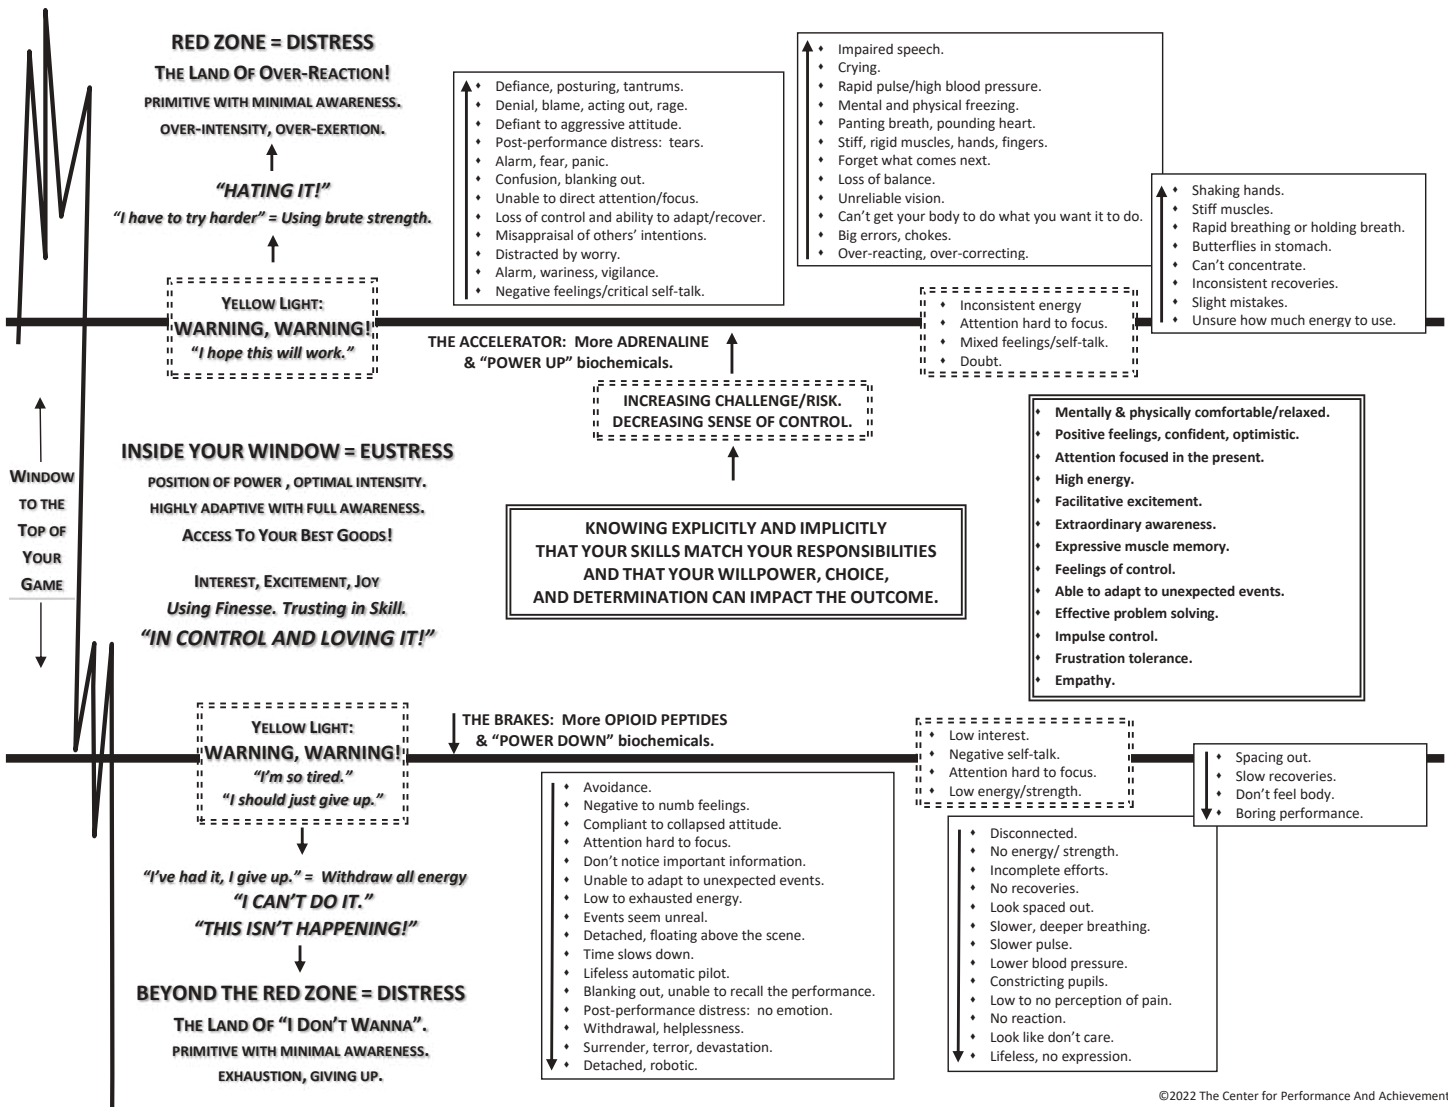 RED ZONE = DISTRESS
THE LAND OF OVER-REACTION!
PRIMITIVE WITH MINIMAL AWARENESS.
OVER-INTENSITY, OVER-EXERTION.
"HATING IT!"
"I have to try harder" = Using brute strength.
YELLOW LIGHT:
WARNING, WARNING!
"I hope this will work."
♦ Defiance, posturing, tantrums.
♦ Denial, blame, acting out, rage.
♦ Defiant to aggressive attitude.
♦ Post-performance distress: tears.
♦ Alarm, fear, panic.
♦ Confusion, blanking out.
♦ Unable to direct attention/focus.
♦ Loss of control and ability to adapt/recover.
♦ Misappraisal of others' intentions.
♦ Distracted by worry.
♦ Alarm, wariness, vigilance.
♦ Negative feelings/critical self-talk.
♦ Impaired speech.
♦ Crying.
♦ Rapid pulse/high blood pressure.
♦ Mental and physical freezing.
♦ Panting breath, pounding heart.
♦ Stiff, rigid muscles, hands, fingers.
♦ Forget what comes next.
♦ Loss of balance.
♦ Unreliable vision.
♦ Can't get your body to do what you want it to do.
♦ Big errors, chokes.
♦ Over-reacting, over-correcting.
♦ Shaking hands.
♦ Stiff muscles.
♦ Rapid breathing or holding breath.
♦ Butterflies in stomach.
♦ Can't concentrate.
♦ Inconsistent recoveries.
♦ Slight mistakes.
♦ Unsure how much energy to use.
♦ Inconsistent energy
♦ Attention hard to focus.
♦ Mixed feelings/self-talk.
♦ Doubt.
THE ACCELERATOR: More ADRENALINE
& "POWER UP" biochemicals.
INCREASING CHALLENGE/RISK.
DECREASING SENSE OF CONTROL.
WINDOW
TO THE
TOP OF
YOUR
GAME
INSIDE YOUR WINDOW = EUSTRESS
POSITION OF POWER , OPTIMAL INTENSITY.
HIGHLY ADAPTIVE WITH FULL AWARENESS.
ACCESS TO YOUR BEST GOODS!
INTEREST, EXCITEMENT, JOY
Using Finesse. Trusting in Skill.
"IN CONTROL AND LOVING IT!"
KNOWING EXPLICITLY AND IMPLICITLY
THAT YOUR SKILLS MATCH YOUR RESPONSIBILITIES
AND THAT YOUR WILLPOWER, CHOICE,
AND DETERMINATION CAN IMPACT THE OUTCOME.
♦ Mentally & physically comfortable/relaxed.
♦ Positive feelings, confident, optimistic.
♦ Attention focused in the present.
♦ High energy.
♦ Facilitative excitement.
♦ Extraordinary awareness.
♦ Expressive muscle memory.
♦ Feelings of control.
♦ Able to adapt to unexpected events.
♦ Effective problem solving.
♦ Impulse control.
♦ Frustration tolerance.
♦ Empathy.
YELLOW LIGHT:
WARNING, WARNING!
"I'm so tired."
"I should just give up."
THE BRAKES: More OPIOID PEPTIDES
& "POWER DOWN" biochemicals.
♦ Low interest.
♦ Negative self-talk.
♦ Attention hard to focus.
♦ Low energy/strength.
♦ Spacing out.
♦ Slow recoveries.
♦ Don't feel body.
♦ Boring performance.
♦ Avoidance.
♦ Negative to numb feelings.
♦ Compliant to collapsed attitude.
♦ Attention hard to focus.
♦ Don't notice important information.
♦ Unable to adapt to unexpected events.
♦ Low to exhausted energy.
♦ Events seem unreal.
♦ Detached, floating above the scene.
♦ Time slows down.
♦ Lifeless automatic pilot.
♦ Blanking out, unable to recall the performance.
♦ Post-performance distress: no emotion.
♦ Withdrawal, helplessness.
♦ Surrender, terror, devastation.
♦ Detached, robotic.
♦ Disconnected.
♦ No energy/ strength.
♦ Incomplete efforts.
♦ No recoveries.
♦ Look spaced out.
♦ Slower, deeper breathing.
♦ Slower pulse.
♦ Lower blood pressure.
♦ Constricting pupils.
♦ Low to no perception of pain.
♦ No reaction.
♦ Look like don't care.
♦ Lifeless, no expression.
"I've had it, I give up." = Withdraw all energy
"I CAN'T DO IT."
"THIS ISN'T HAPPENING!"
BEYOND THE RED ZONE = DISTRESS
THE LAND OF "I DON'T WANNA".
PRIMITIVE WITH MINIMAL AWARENESS.
EXHAUSTION, GIVING UP.
©2022 The Center for Performance And Achievement